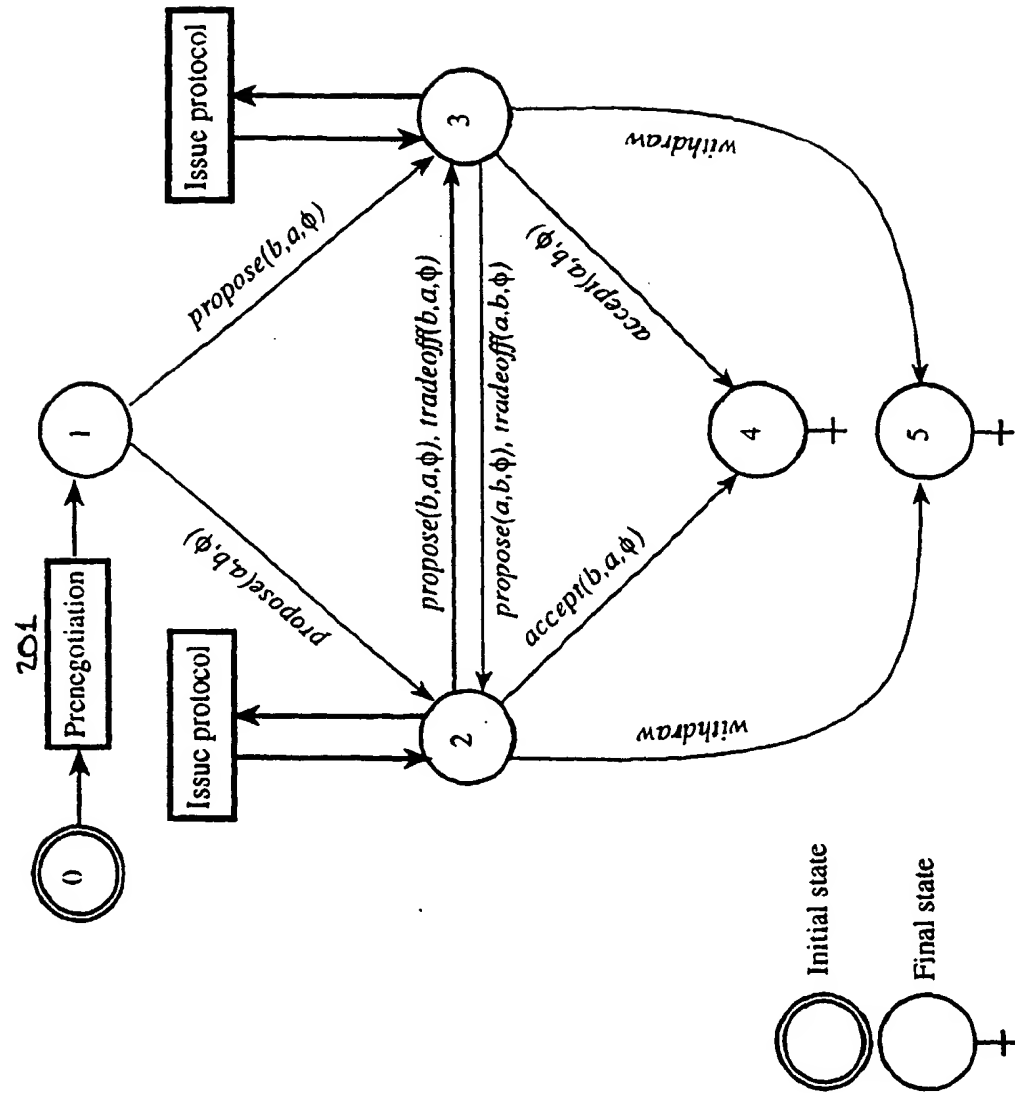 201
0
Prenegotiation
1
Issue protocol
Issue protocol
propose(a,b,ϕ)
propose(b,a,ϕ)
2
3
propose(b,a,ϕ), tradeoff(b,a,ϕ)
propose(a,b,ϕ), tradeoff(a,b,ϕ)
accept(b,a,ϕ)
accept(a,b,ϕ)
withdraw
withdraw
4
5
Initial state
Final state